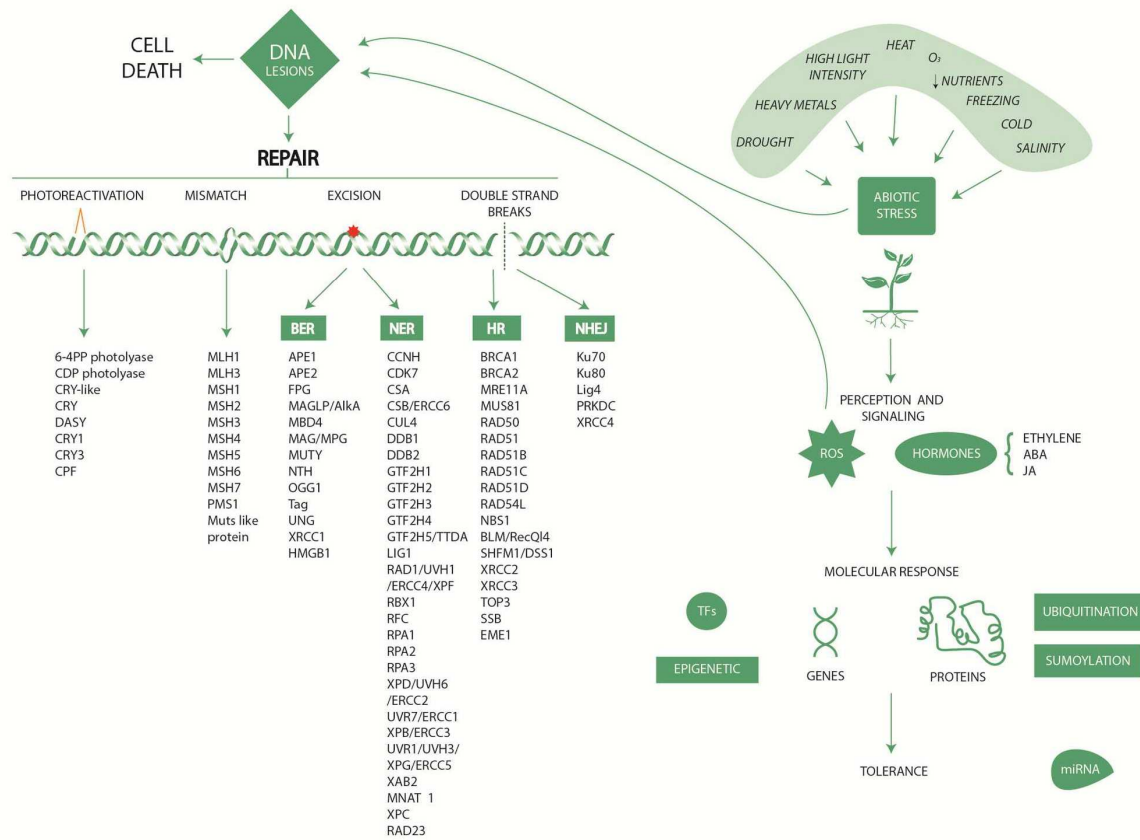 CELL
DEATH
DNA
LESIONS
REPAIR
PHOTOREACTIVATION
MISMATCH
EXCISION
DOUBLE STRAND
BREAKS
6-4PP photolyase
CDP photolyase
CRY-like
CRY
DASY
CRY1
CRY3
CPF
MLH1
MLH3
MSH1
MSH2
MSH3
MSH4
MSH5
MSH6
MSH7
PMS1
Muts like
protein
BER
APE1
APE2
FPG
MAGLP/AlkA
MBD4
MAG/MPG
MUTY
NTH
OGG1
Tag
UNG
XRCC1
HMGB1
NER
CCNH
CDK7
CSA
CSB/ERCC6
CUL4
DDB1
DDB2
GTF2H1
GTF2H2
GTF2H3
GTF2H4
GTF2H5/TTDA
LIG1
RAD1/UVH1
/ERCC4/XPF
RBX1
RFC
RPA1
RPA2
RPA3
XPD/UVH6
/ERCC2
UVR7/ERCC1
XPB/ERCC3
UVR1/UVH3/
XPG/ERCC5
XAB2
MNAT 1
XPC
RAD23
HR
BRCA1
BRCA2
MRE11A
MUS81
RAD50
RAD51
RAD51B
RAD51C
RAD51D
RAD54L
NBS1
BLM/RecQl4
SHFM1/DSS1
XRCC2
XRCC3
TOP3
SSB
EME1
NHEJ
Ku70
Ku80
Lig4
PRKDC
XRCC4
DROUGHT
HEAVY METALS
HIGH LIGHT
INTENSITY
HEAT
O₃
↓ NUTRIENTS
FREEZING
COLD
SALINITY
ABIOTIC
STRESS
PERCEPTION AND
SIGNALING
ROS
HORMONES
ETHYLENE
ABA
JA
MOLECULAR RESPONSE
TFs
EPIGENETIC
GENES
PROTEINS
UBIQUITINATION
SUMOYLATION
TOLERANCE
miRNA